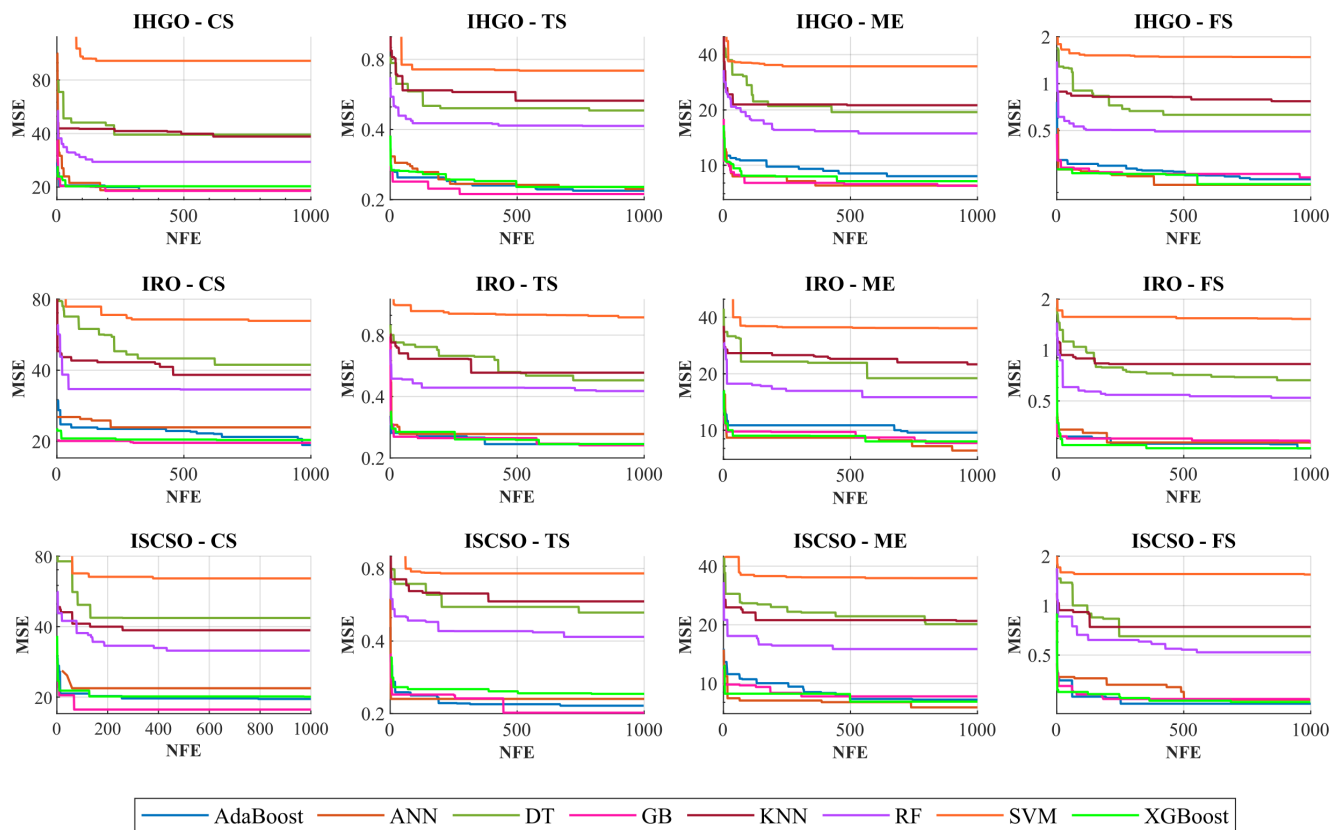 IHGO - CS
IHGO - TS
IHGO - ME
IHGO - FS
MSE
80
40
20
0
500
1000
NFE
MSE
0.8
0.4
0.2
0
500
1000
NFE
MSE
40
20
10
0
500
1000
NFE
MSE
2
1
0.5
0
500
1000
NFE
IRO - CS
IRO - TS
IRO - ME
IRO - FS
MSE
80
40
20
0
500
1000
NFE
MSE
0.8
0.4
0.2
0
500
1000
NFE
MSE
40
20
10
0
500
1000
NFE
MSE
2
1
0.5
0
500
1000
NFE
ISCSO - CS
ISCSO - TS
ISCSO - ME
ISCSO - FS
MSE
80
40
20
0
200
400
600
800
1000
NFE
MSE
0.8
0.4
0.2
0
500
1000
NFE
MSE
40
20
10
0
500
1000
NFE
MSE
2
1
0.5
0
500
1000
NFE
AdaBoost ANN DT GB KNN RF SVM XGBoost